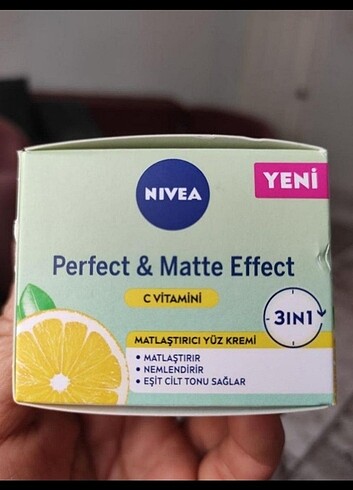 YENİ
NIVEA
Perfect & Matte Effect
C VİTAMİNİ
3IN1
MATLAŞTIRICI YÜZ KREMİ
• MATLAŞTIRIR
• NEMLENDİRİR
• EŞİT CİLT TONU SAĞLAR